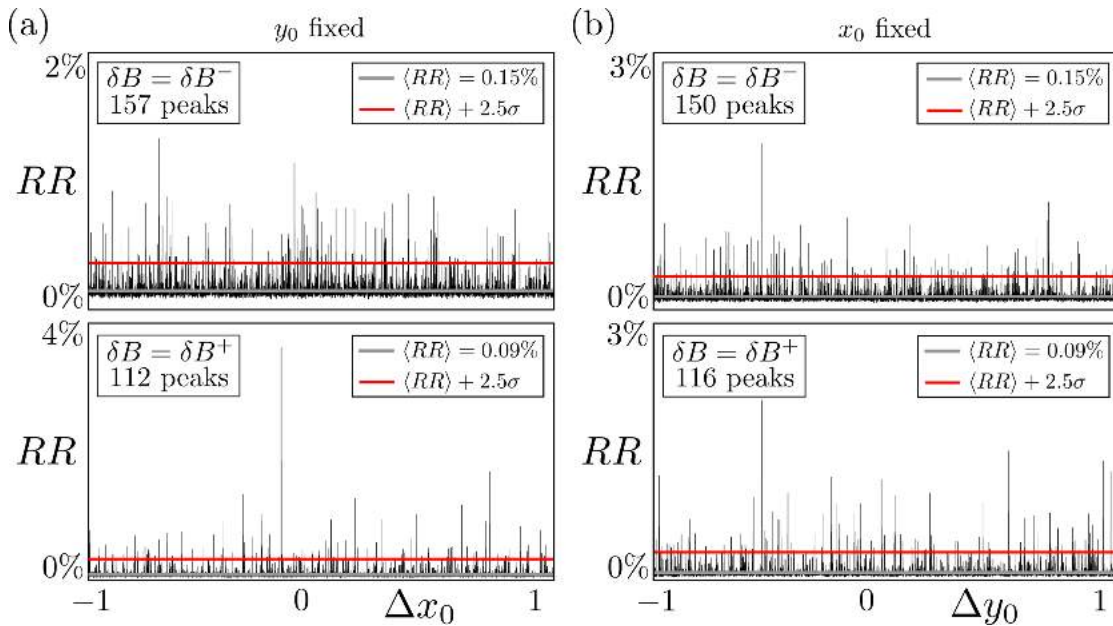 (a)
y₀ fixed
2%
δB = δB⁻
157 peaks
⟨RR⟩ = 0.15%
⟨RR⟩ + 2.5σ
RR
0%
4%
δB = δB⁺
112 peaks
⟨RR⟩ = 0.09%
⟨RR⟩ + 2.5σ
RR
0%
−1
0
Δx₀
1
(b)
x₀ fixed
3%
δB = δB⁻
150 peaks
⟨RR⟩ = 0.15%
⟨RR⟩ + 2.5σ
RR
0%
3%
δB = δB⁺
116 peaks
⟨RR⟩ = 0.09%
⟨RR⟩ + 2.5σ
RR
0%
−1
0
Δy₀
1